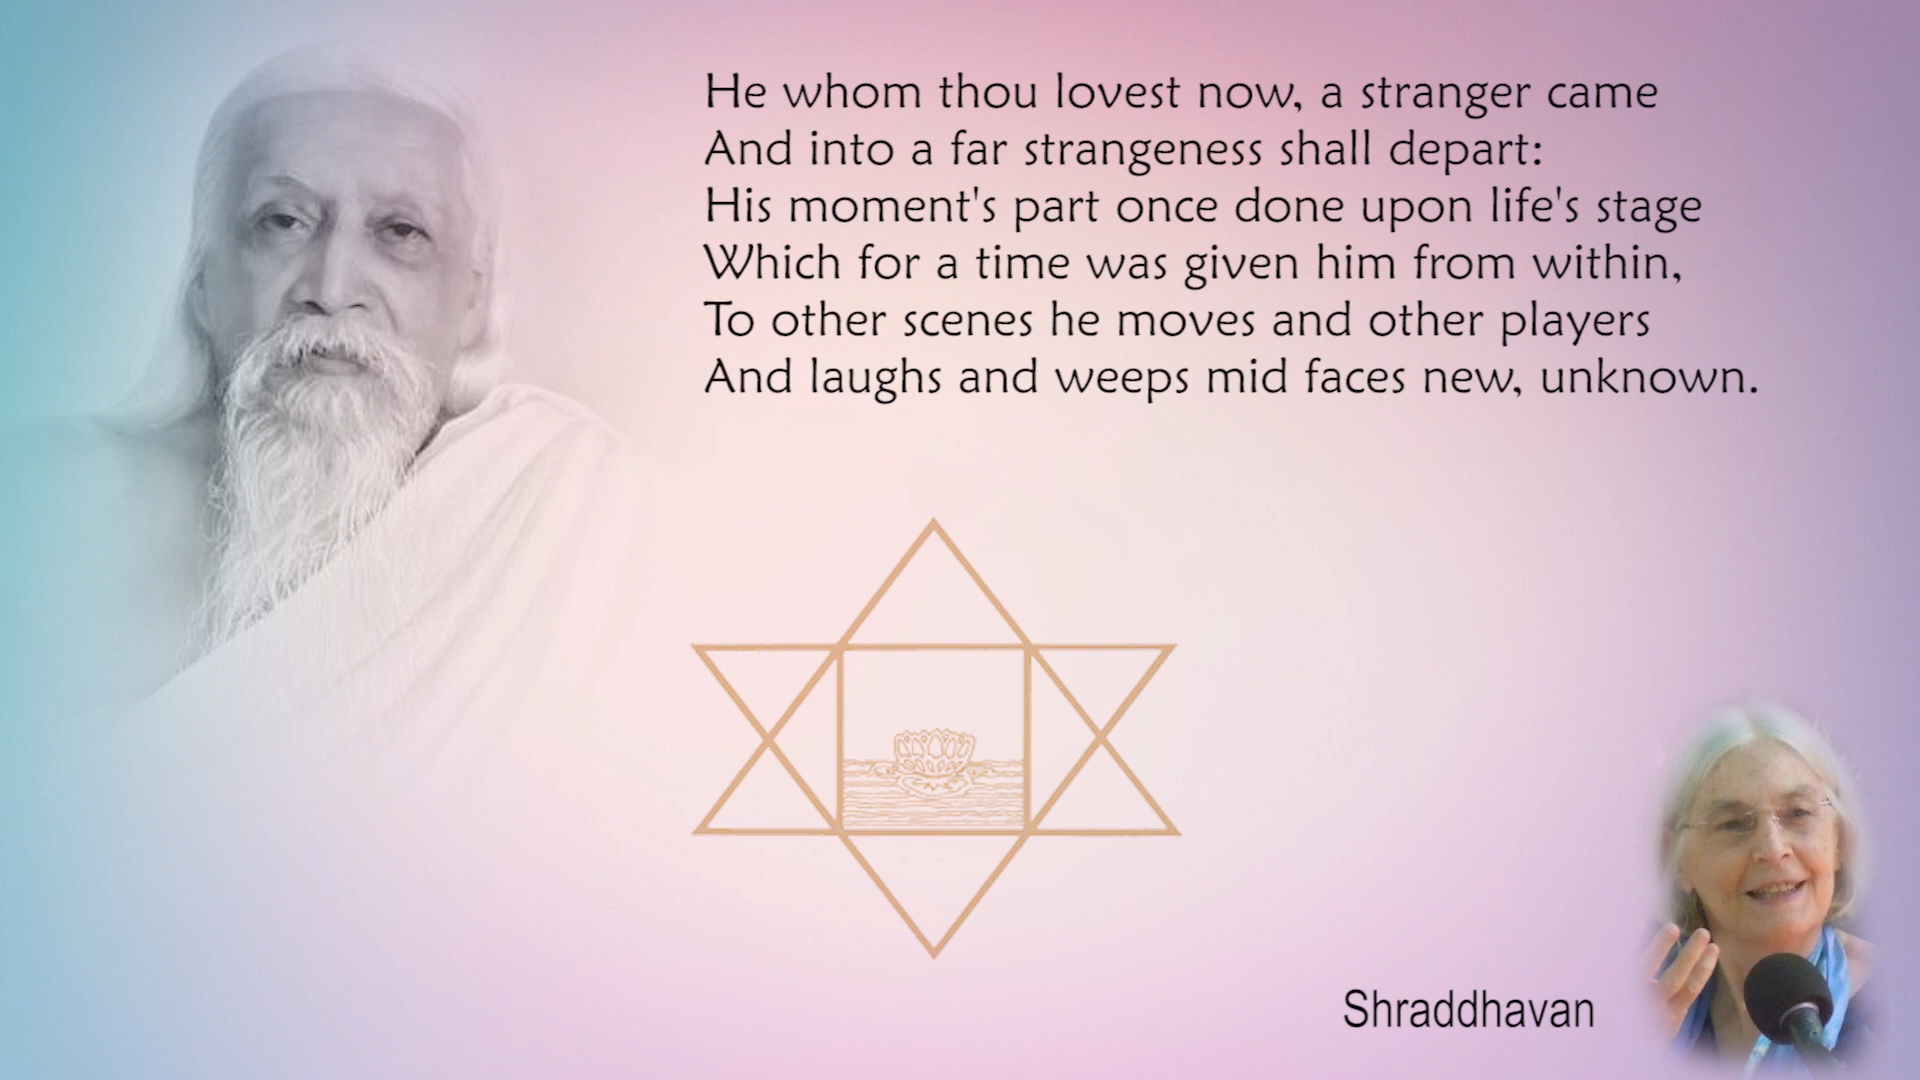 He whom thou lovest now, a stranger came
And into a far strangeness shall depart:
His moment's part once done upon life's stage
Which for a time was given him from within,
To other scenes he moves and other players
And laughs and weeps mid faces new, unknown.
Shraddhavan